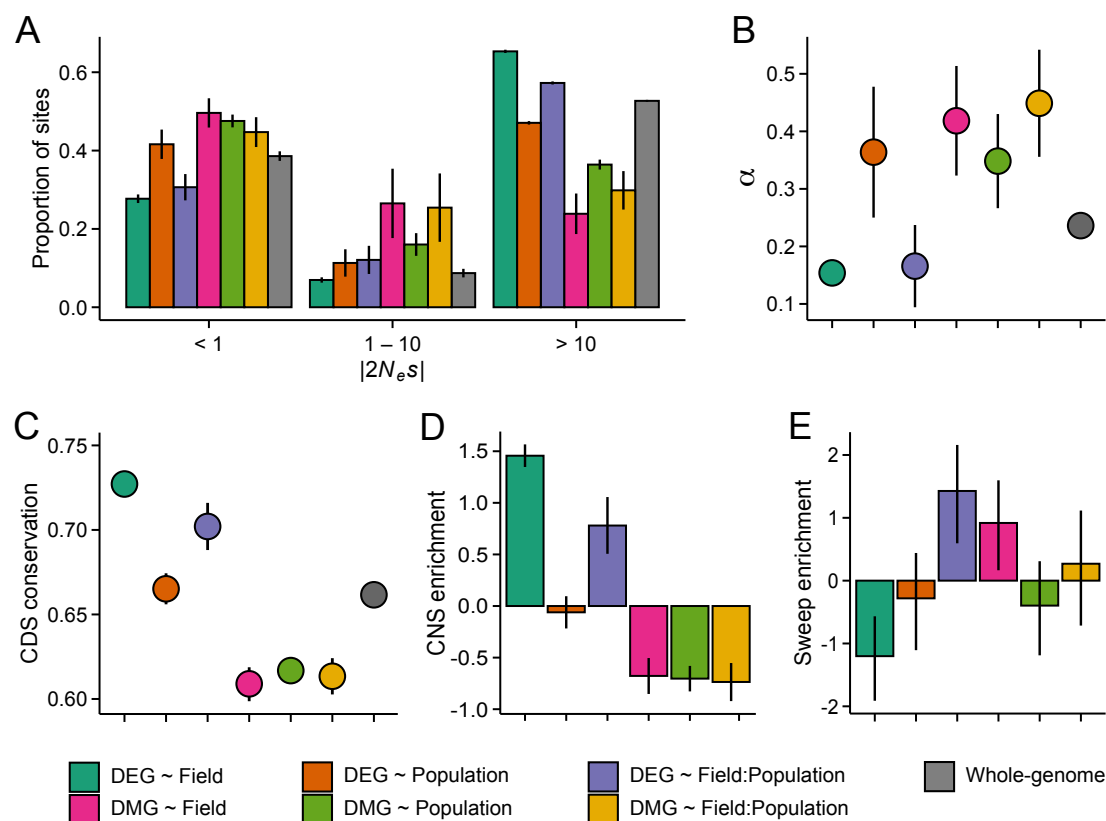 A
Proportion of sites
0.6
0.4
0.2
0.0
< 1
1 – 10
> 10
|2Nₑs|
B
α
0.5
0.4
0.3
0.2
0.1
C
CDS conservation
0.75
0.70
0.65
0.60
D
CNS enrichment
1.5
1.0
0.5
0.0
-0.5
-1.0
E
Sweep enrichment
2
1
0
-1
-2
DEG ~ Field
DEG ~ Population
DEG ~ Field:Population
Whole-genome
DMG ~ Field
DMG ~ Population
DMG ~ Field:Population